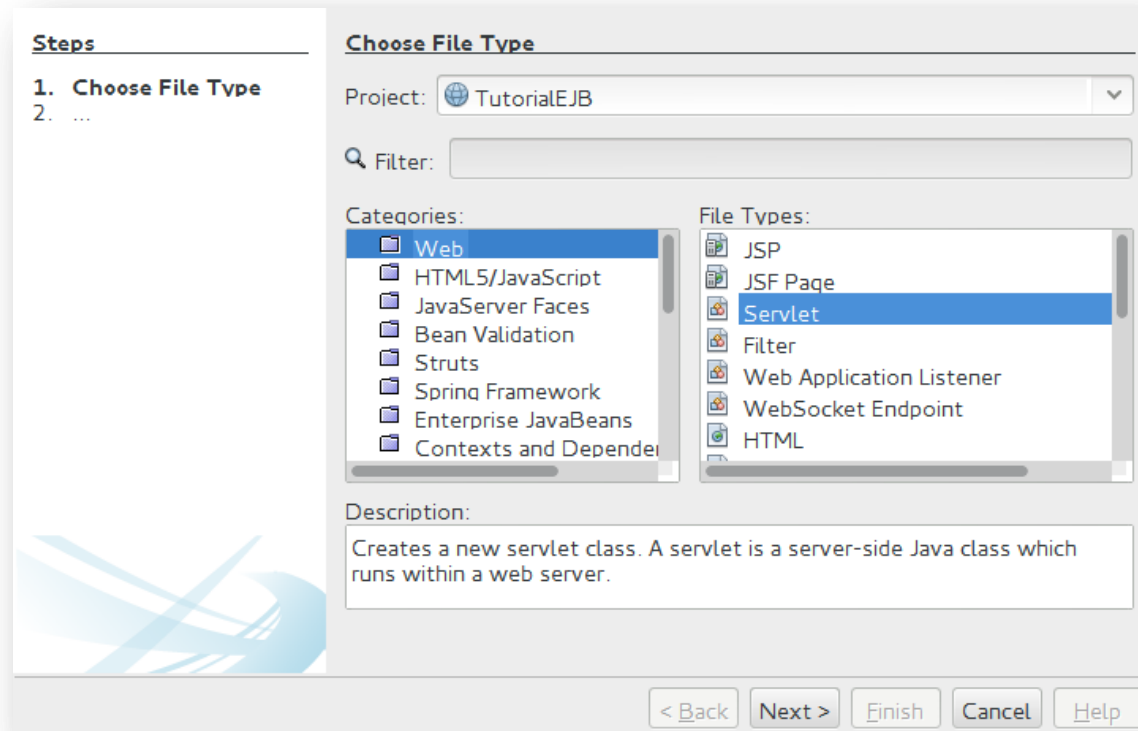 Steps
1. Choose File Type
2. ...
Choose File Type
Project: TutorialEJB
Filter:
Categories:
Web
HTML5/JavaScript
JavaServer Faces
Bean Validation
Struts
Spring Framework
Enterprise JavaBeans
Contexts and Depender
File Types:
JSP
JSF Page
Servlet
Filter
Web Application Listener
WebSocket Endpoint
HTML
Description:
Creates a new servlet class. A servlet is a server-side Java class which
runs within a web server.
< Back Next > Finish Cancel Help